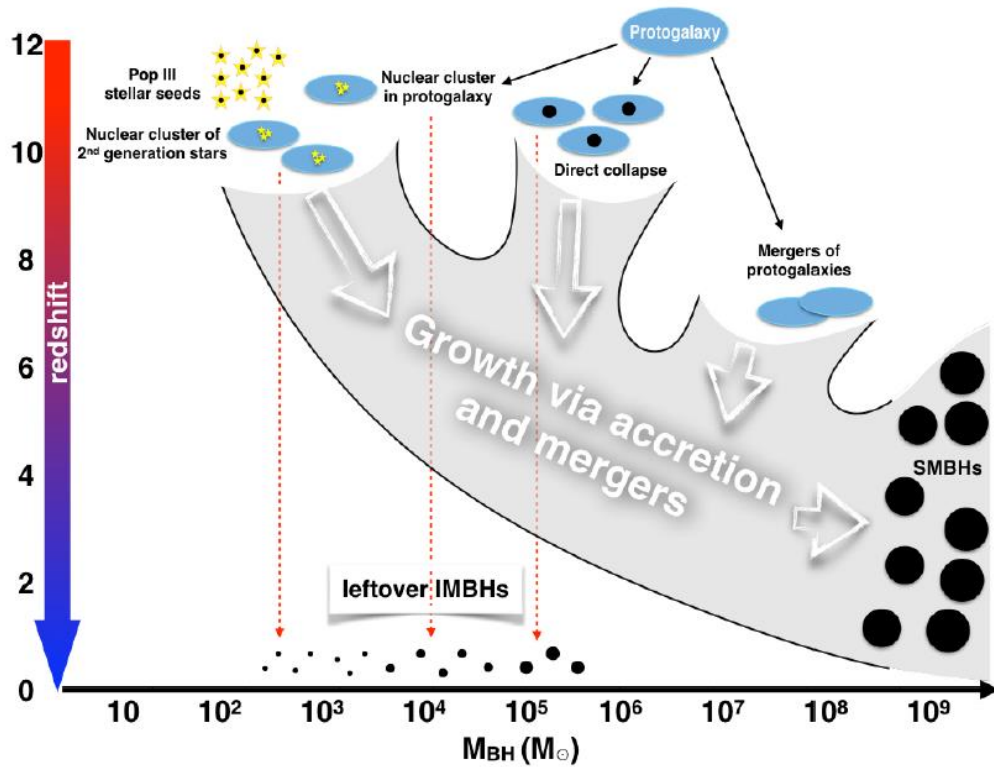 Protogalaxy
12
Pop III
stellar seeds
Nuclear cluster
in protogalaxy
Nuclear cluster of
2nd generation stars
10
Direct collapse
8
Mergers of
protogalaxies
redshift
Growth via accretion
and mergers
6
SMBHs
4
2
leftover IMBHs
0
10 10² 10³ 10⁴ 10⁵ 10⁶ 10⁷ 10⁸ 10⁹
MBH (M☉)